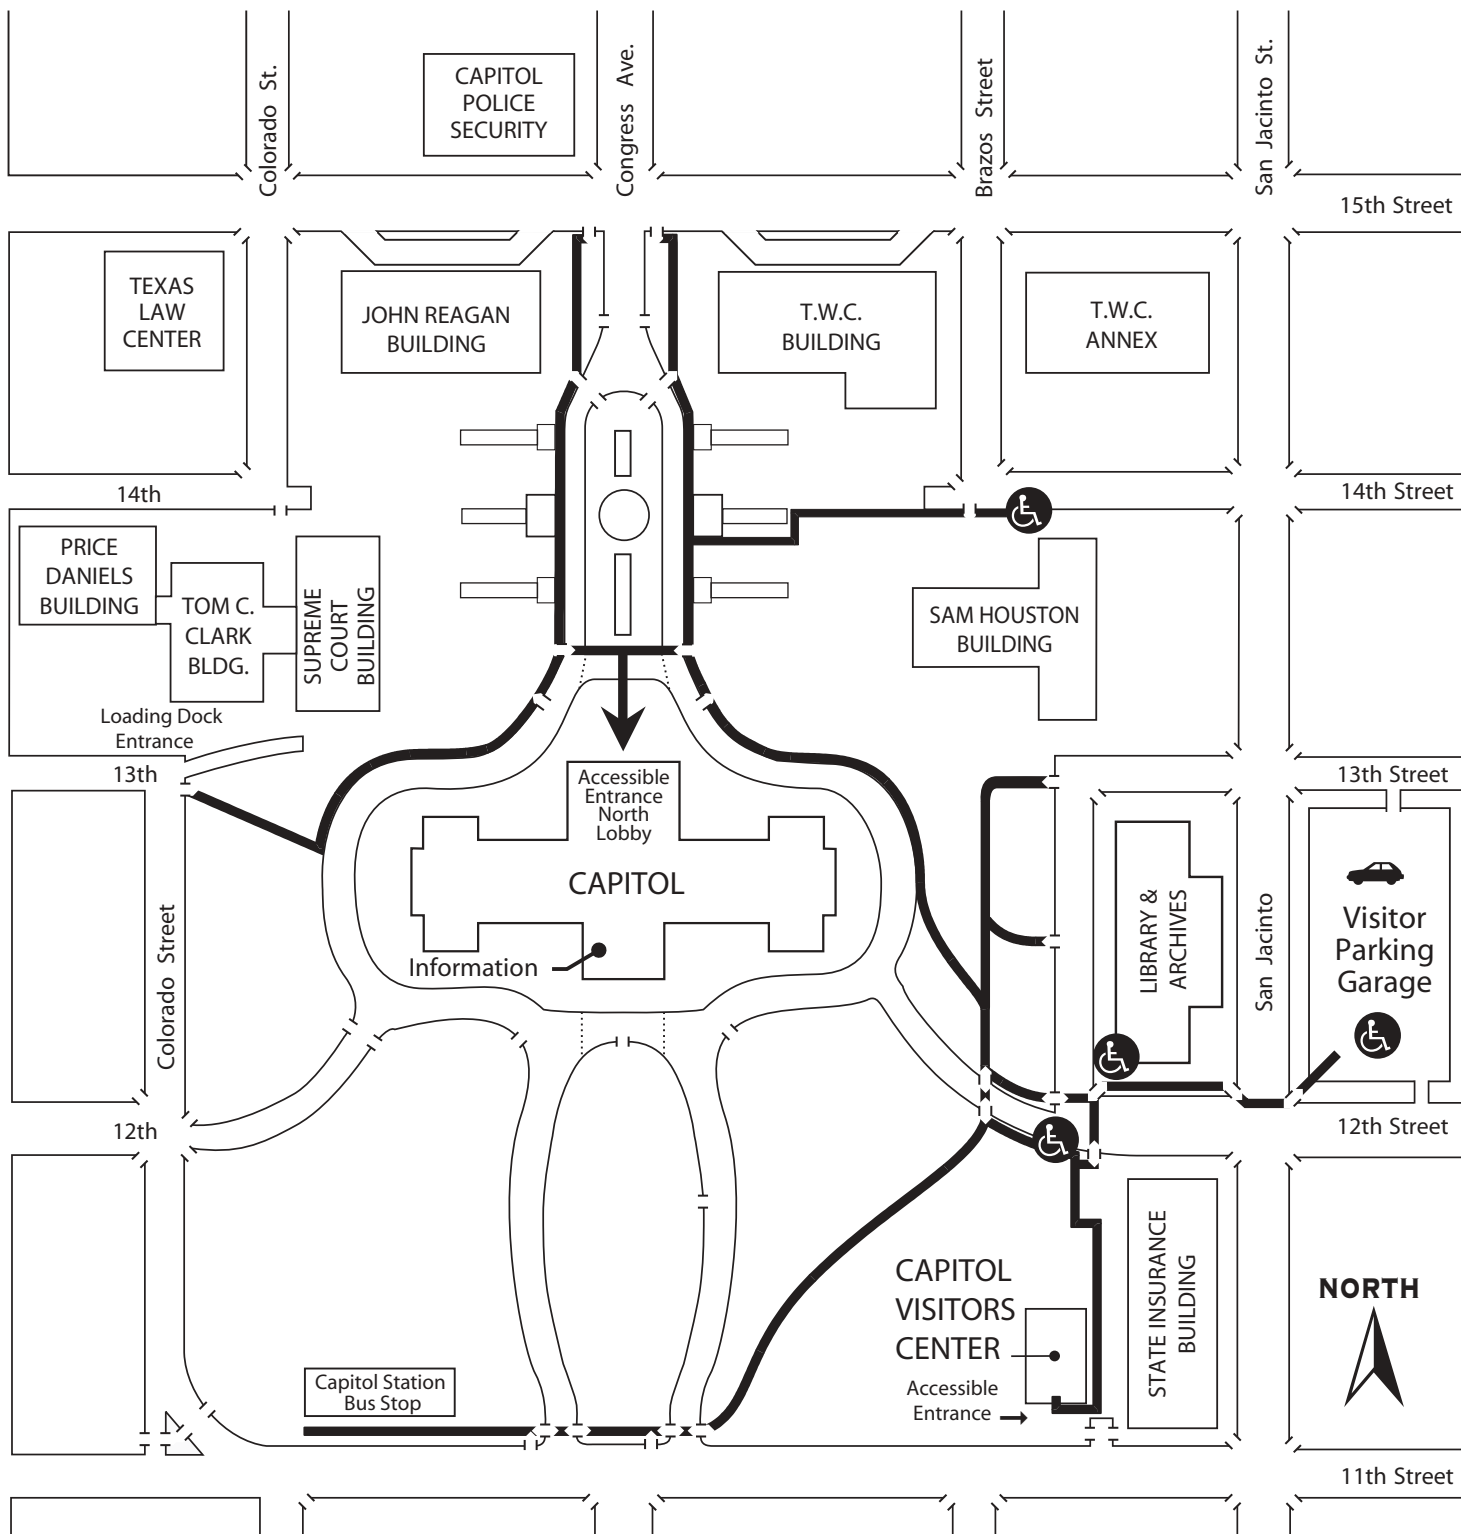 Colorado St.
CAPITOL
POLICE
SECURITY
Congress Ave.
Brazos Street
San Jacinto St.
15th Street
TEXAS
LAW
CENTER
JOHN REAGAN
BUILDING
T.W.C.
BUILDING
T.W.C.
ANNEX
14th
14th Street
PRICE
DANIELS
BUILDING
TOM C.
CLARK
BLDG.
SUPREME
COURT
BUILDING
SAM HOUSTON
BUILDING
Loading Dock
Entrance
13th
13th Street
Accessible
Entrance
North
Lobby
CAPITOL
Information
Colorado Street
LIBRARY &
ARCHIVES
San Jacinto
Visitor
Parking
Garage
12th
12th Street
CAPITOL
VISITORS
CENTER
Accessible
Entrance
STATE INSURANCE
BUILDING
NORTH
Capitol Station
Bus Stop
11th Street